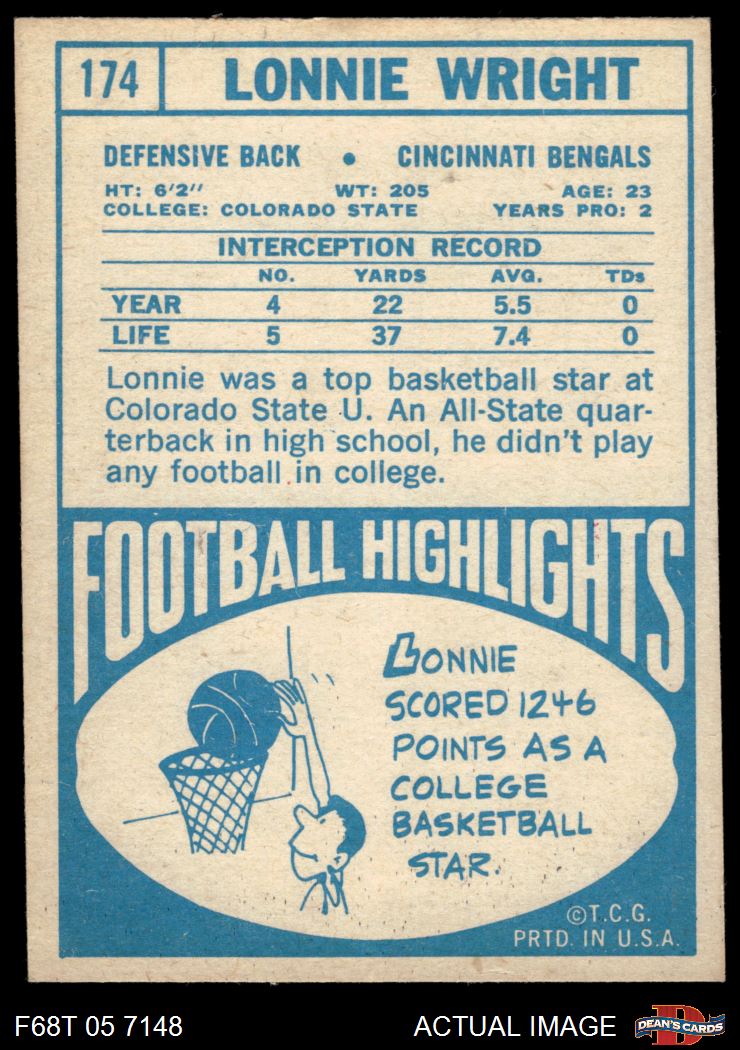 174 LONNIE WRIGHT
DEFENSIVE BACK • CINCINNATI BENGALS
HT: 6'2" WT: 205 AGE: 23
COLLEGE: COLORADO STATE YEARS PRO: 2
INTERCEPTION RECORD
NO. YARDS AVG. TDs
YEAR 4 22 5.5 0
LIFE 5 37 7.4 0
Lonnie was a top basketball star at
Colorado State U. An All-State quar-
terback in high school, he didn't play
any football in college.
FOOTBALL HIGHLIGHTS
LONNIE
SCORED 1246
POINTS AS A
COLLEGE
BASKETBALL
STAR.
©T.C.G.
PRTD. IN U.S.A.
F68T 05 7148 ACTUAL IMAGE
D
DEAN'S CARDS